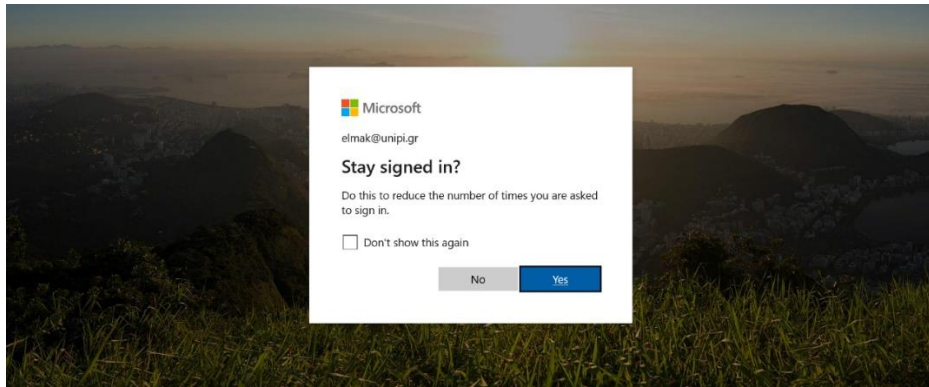 Microsoft
elmak@unipi.gr
Stay signed in?
Do this to reduce the number of times you are asked
to sign in.
Don't show this again
No
Yes